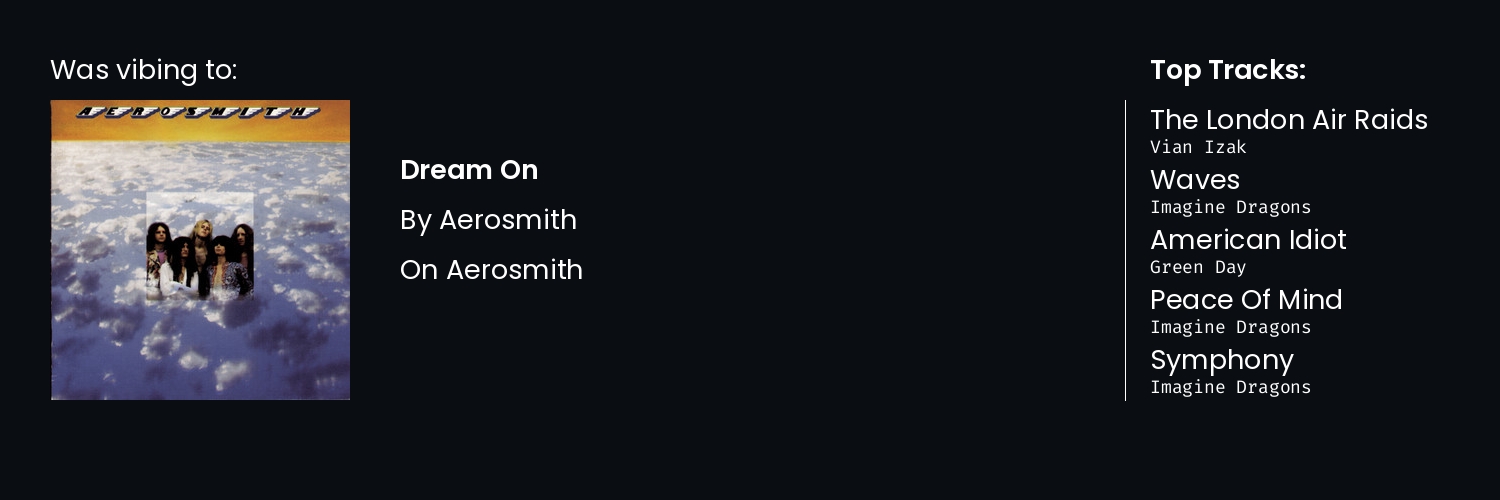 Was vibing to:
AEROSMITH
Dream On
By Aerosmith
On Aerosmith
Top Tracks:
The London Air Raids
Vian Izak
Waves
Imagine Dragons
American Idiot
Green Day
Peace Of Mind
Imagine Dragons
Symphony
Imagine Dragons